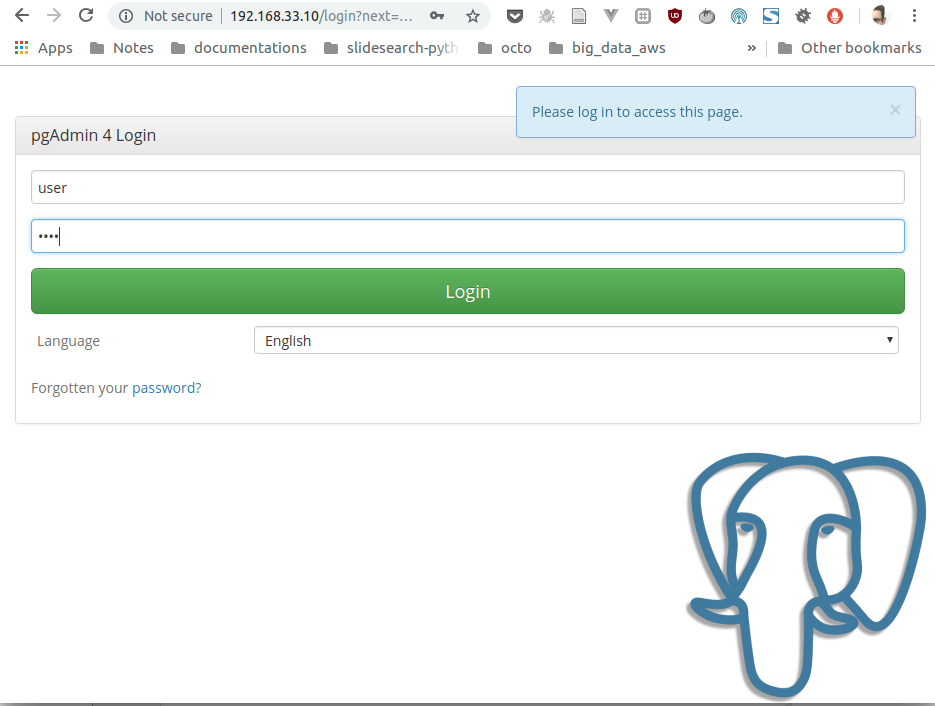 Not secure 192.168.33.10/login?next=...
Apps Notes documentations slidesearch-pyth octo big_data_aws » Other bookmarks
Please log in to access this page. ×
pgAdmin 4 Login
user
••••
Login
Language English
Forgotten your password?